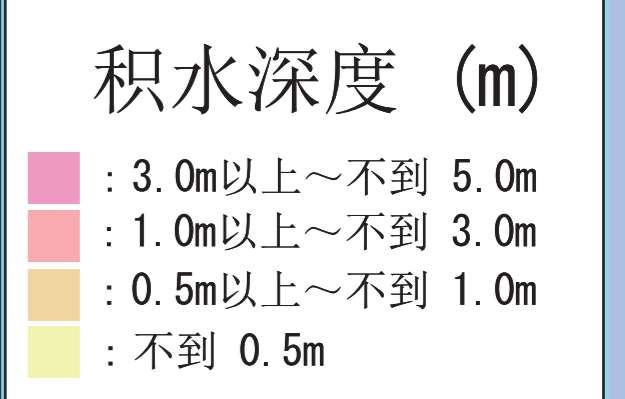 积水深度 (m)
: 3.0m以上～不到 5.0m
: 1.0m以上～不到 3.0m
: 0.5m以上～不到 1.0m
: 不到 0.5m